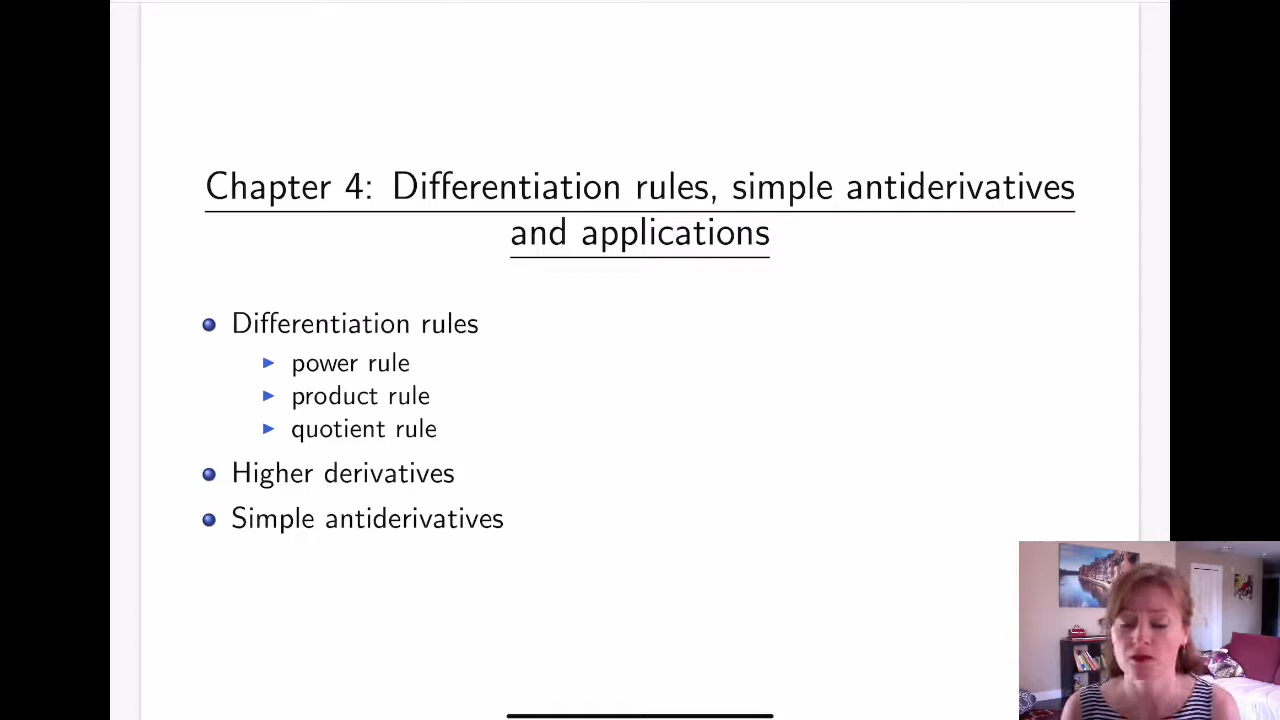 Chapter 4: Differentiation rules, simple antiderivatives
and applications
Differentiation rules
power rule
product rule
quotient rule
Higher derivatives
Simple antiderivatives